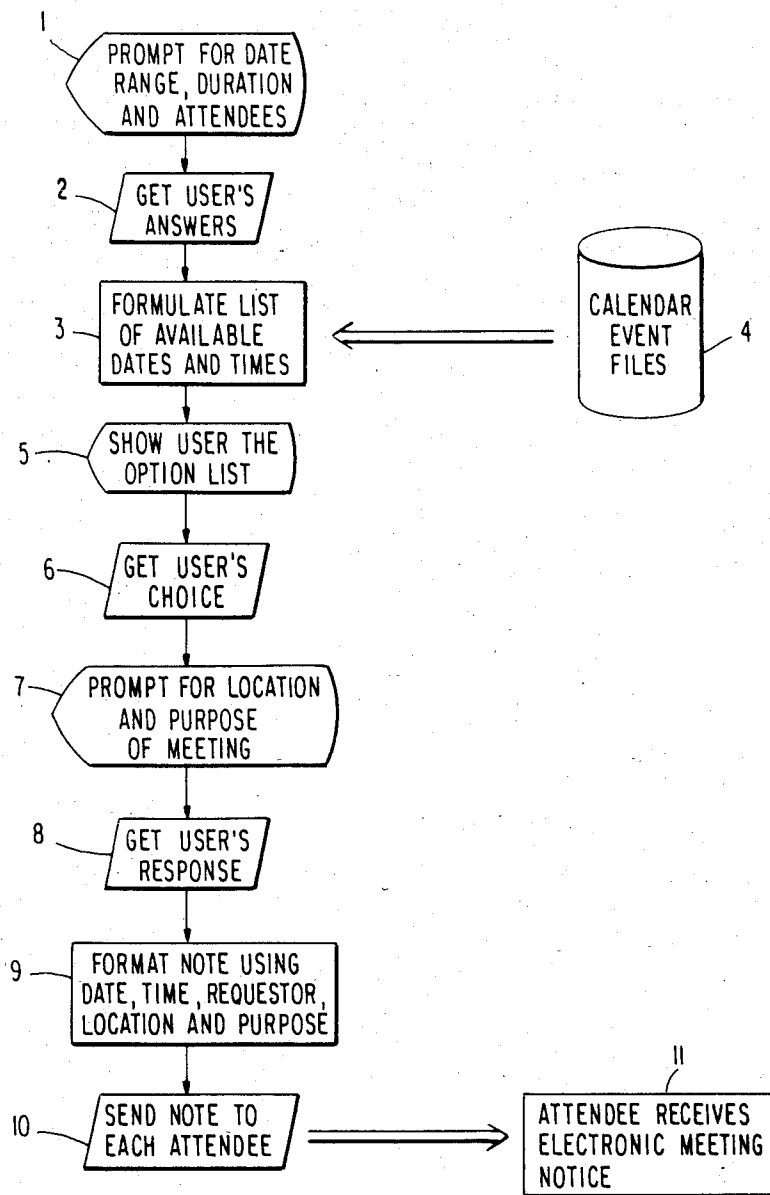 1
PROMPT FOR DATE
RANGE, DURATION
AND ATTENDEES
2
GET USER'S
ANSWERS
3
FORMULATE LIST
OF AVAILABLE
DATES AND TIMES
CALENDAR
EVENT
FILES
4
5
SHOW USER THE
OPTION LIST
6
GET USER'S
CHOICE
7
PROMPT FOR LOCATION
AND PURPOSE
OF MEETING
8
GET USER'S
RESPONSE
9
FORMAT NOTE USING
DATE, TIME, REQUESTOR,
LOCATION AND PURPOSE
10
SEND NOTE TO
EACH ATTENDEE
11
ATTENDEE RECEIVES
ELECTRONIC MEETING
NOTICE